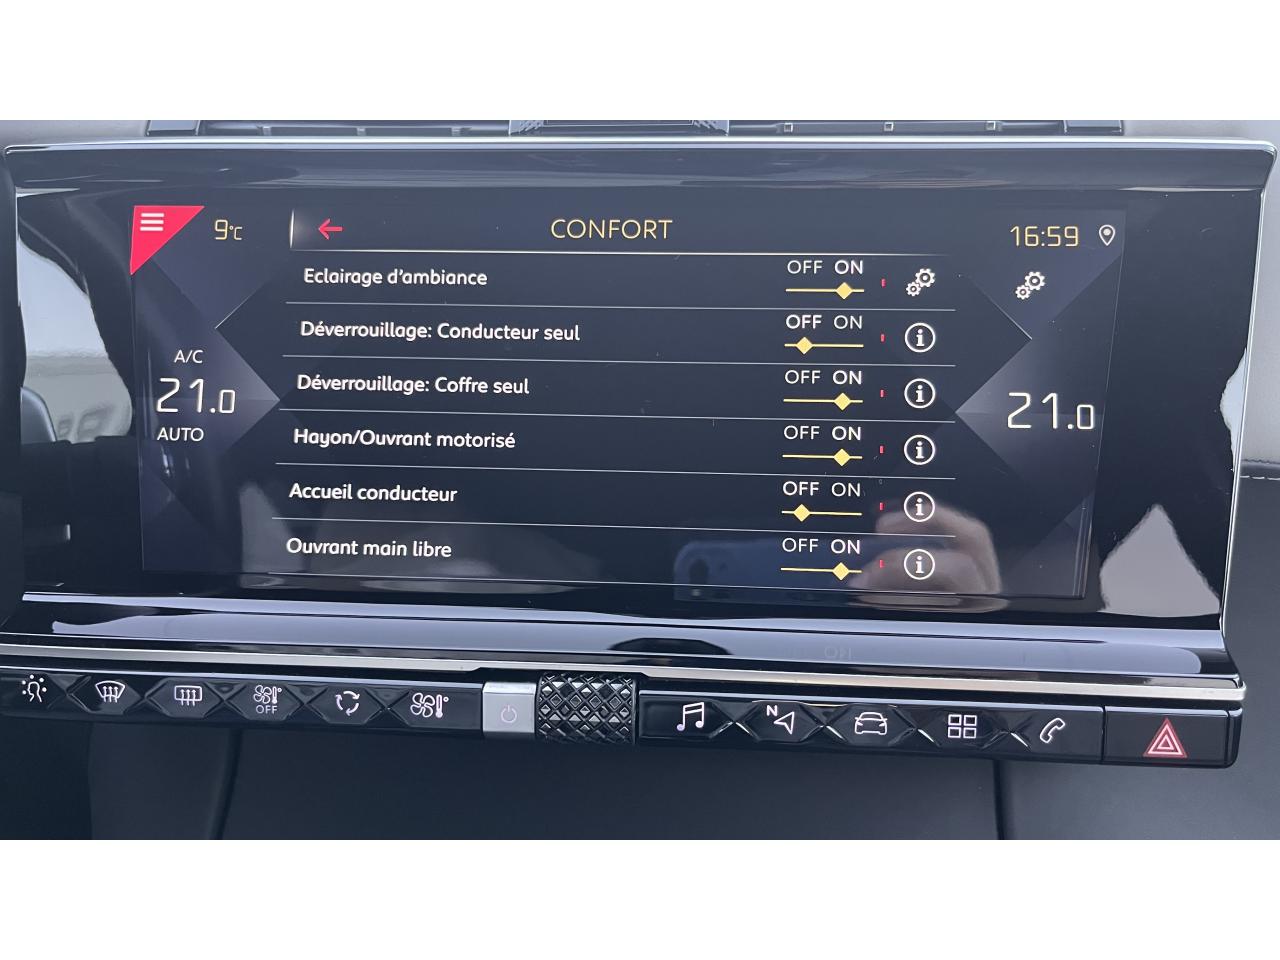 9°C
CONFORT
16:59
Eclairage d'ambiance
OFF ON
Déverrouillage: Conducteur seul
OFF ON
Déverrouillage: Coffre seul
OFF ON
Hayon/Ouvrant motorisé
OFF ON
Accueil conducteur
OFF ON
Ouvrant main libre
OFF ON
A/C
21.0
AUTO
21.0
OFF
N